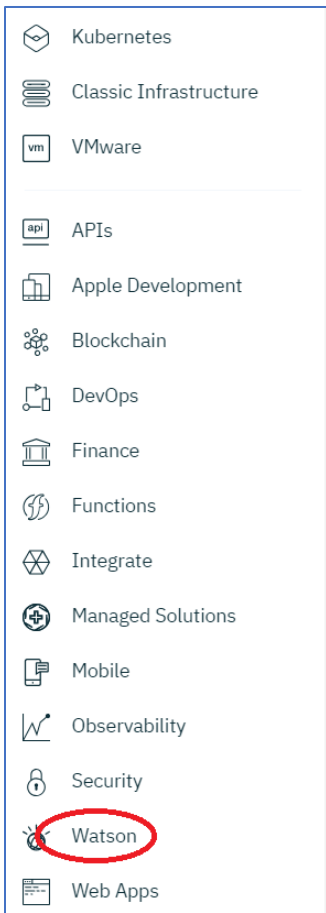 Kubernetes
Classic Infrastructure
vm VMware
api APIs
Apple Development
Blockchain
DevOps
Finance
Functions
Integrate
Managed Solutions
Mobile
Observability
Security
Watson
Web Apps